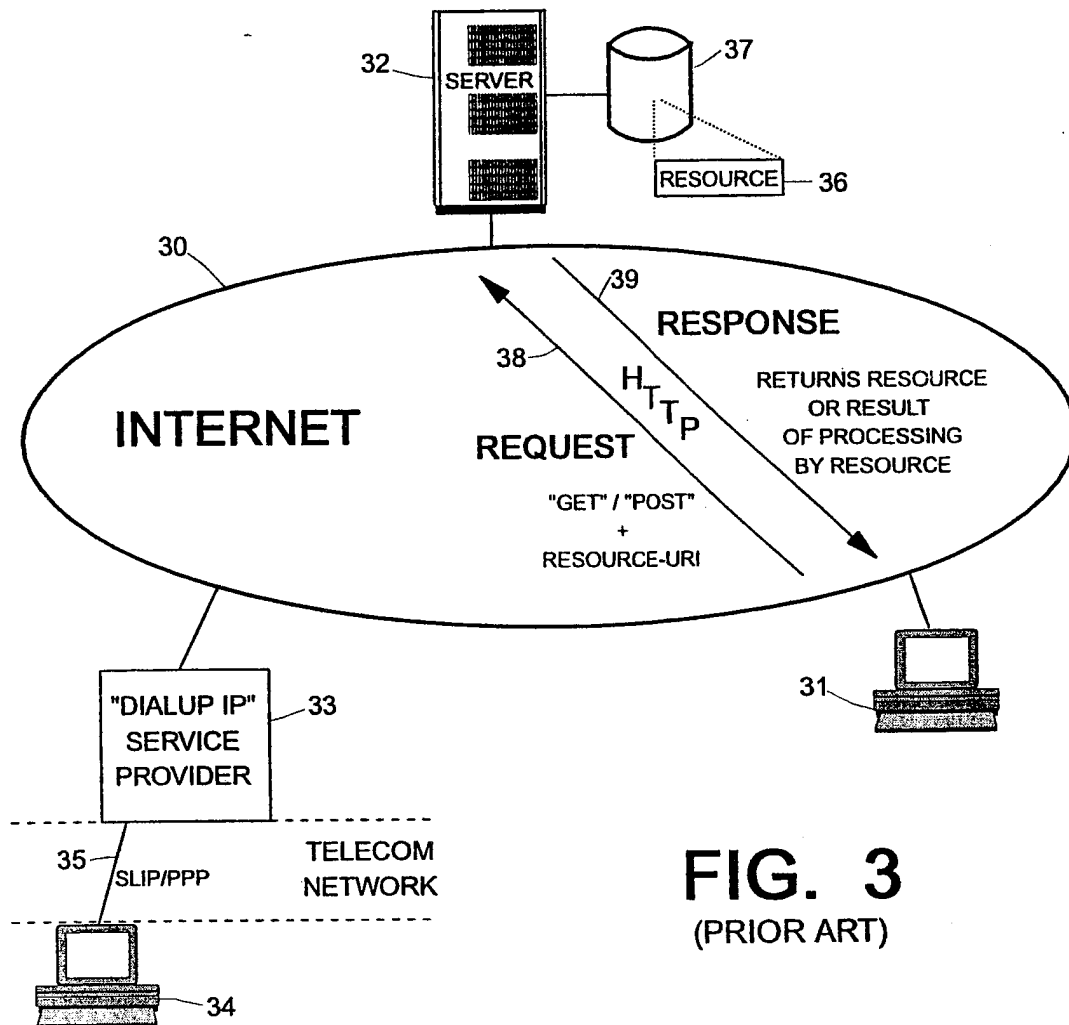 32
SERVER
37
RESOURCE
36
30
39
RESPONSE
38
HTTP
RETURNS RESOURCE
OR RESULT
OF PROCESSING
BY RESOURCE
INTERNET
REQUEST
"GET" / "POST"
+
RESOURCE-URI
31
"DIALUP IP"
SERVICE
PROVIDER
33
35
SLIP/PPP
TELECOM
NETWORK
34
FIG. 3
(PRIOR ART)